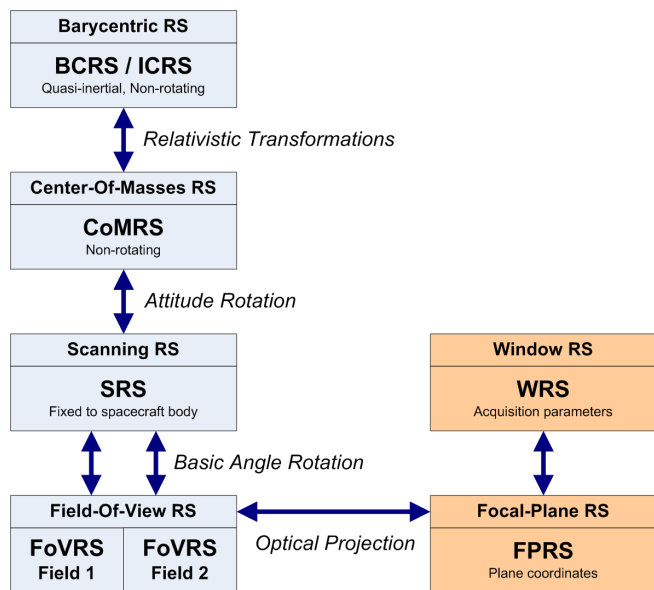 Barycentric RS
BCRS / ICRS
Quasi-inertial, Non-rotating
Relativistic Transformations
Center-Of-Masses RS
CoMRS
Non-rotating
Attitude Rotation
Scanning RS
SRS
Fixed to spacecraft body
Window RS
WRS
Acquisition parameters
Basic Angle Rotation
Field-Of-View RS
FoVRS
Field 1
FoVRS
Field 2
Optical Projection
Focal-Plane RS
FPRS
Plane coordinates